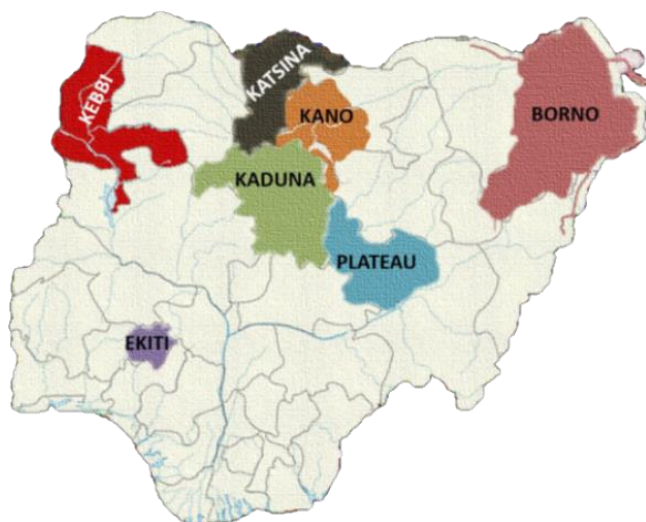 KEBBI
KATSINA
KANO
BORNO
KADUNA
PLATEAU
EKITI